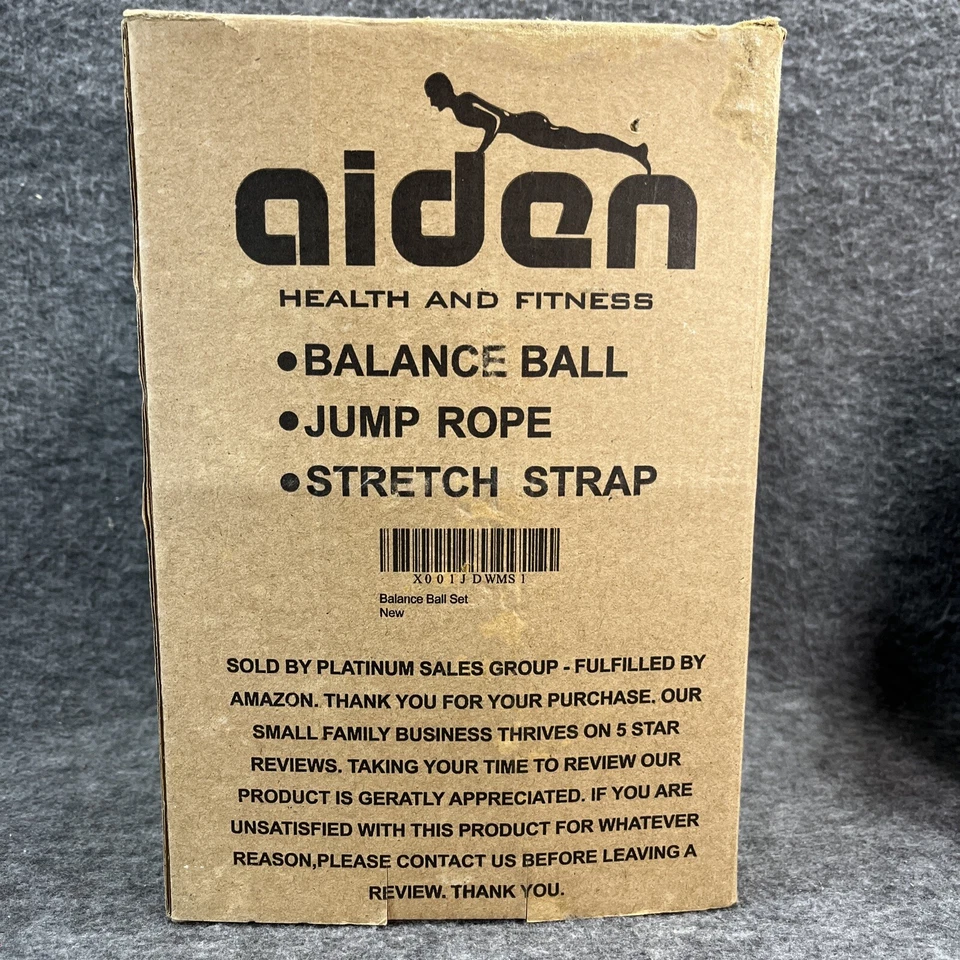 aiden
HEALTH AND FITNESS
●BALANCE BALL
●JUMP ROPE
●STRETCH STRAP
X001JDWMS1
Balance Ball Set
New
SOLD BY PLATINUM SALES GROUP - FULFILLED BY
AMAZON. THANK YOU FOR YOUR PURCHASE. OUR
SMALL FAMILY BUSINESS THRIVES ON 5 STAR
REVIEWS. TAKING YOUR TIME TO REVIEW OUR
PRODUCT IS GERATLY APPRECIATED. IF YOU ARE
UNSATISFIED WITH THIS PRODUCT FOR WHATEVER
REASON,PLEASE CONTACT US BEFORE LEAVING A
REVIEW. THANK YOU.